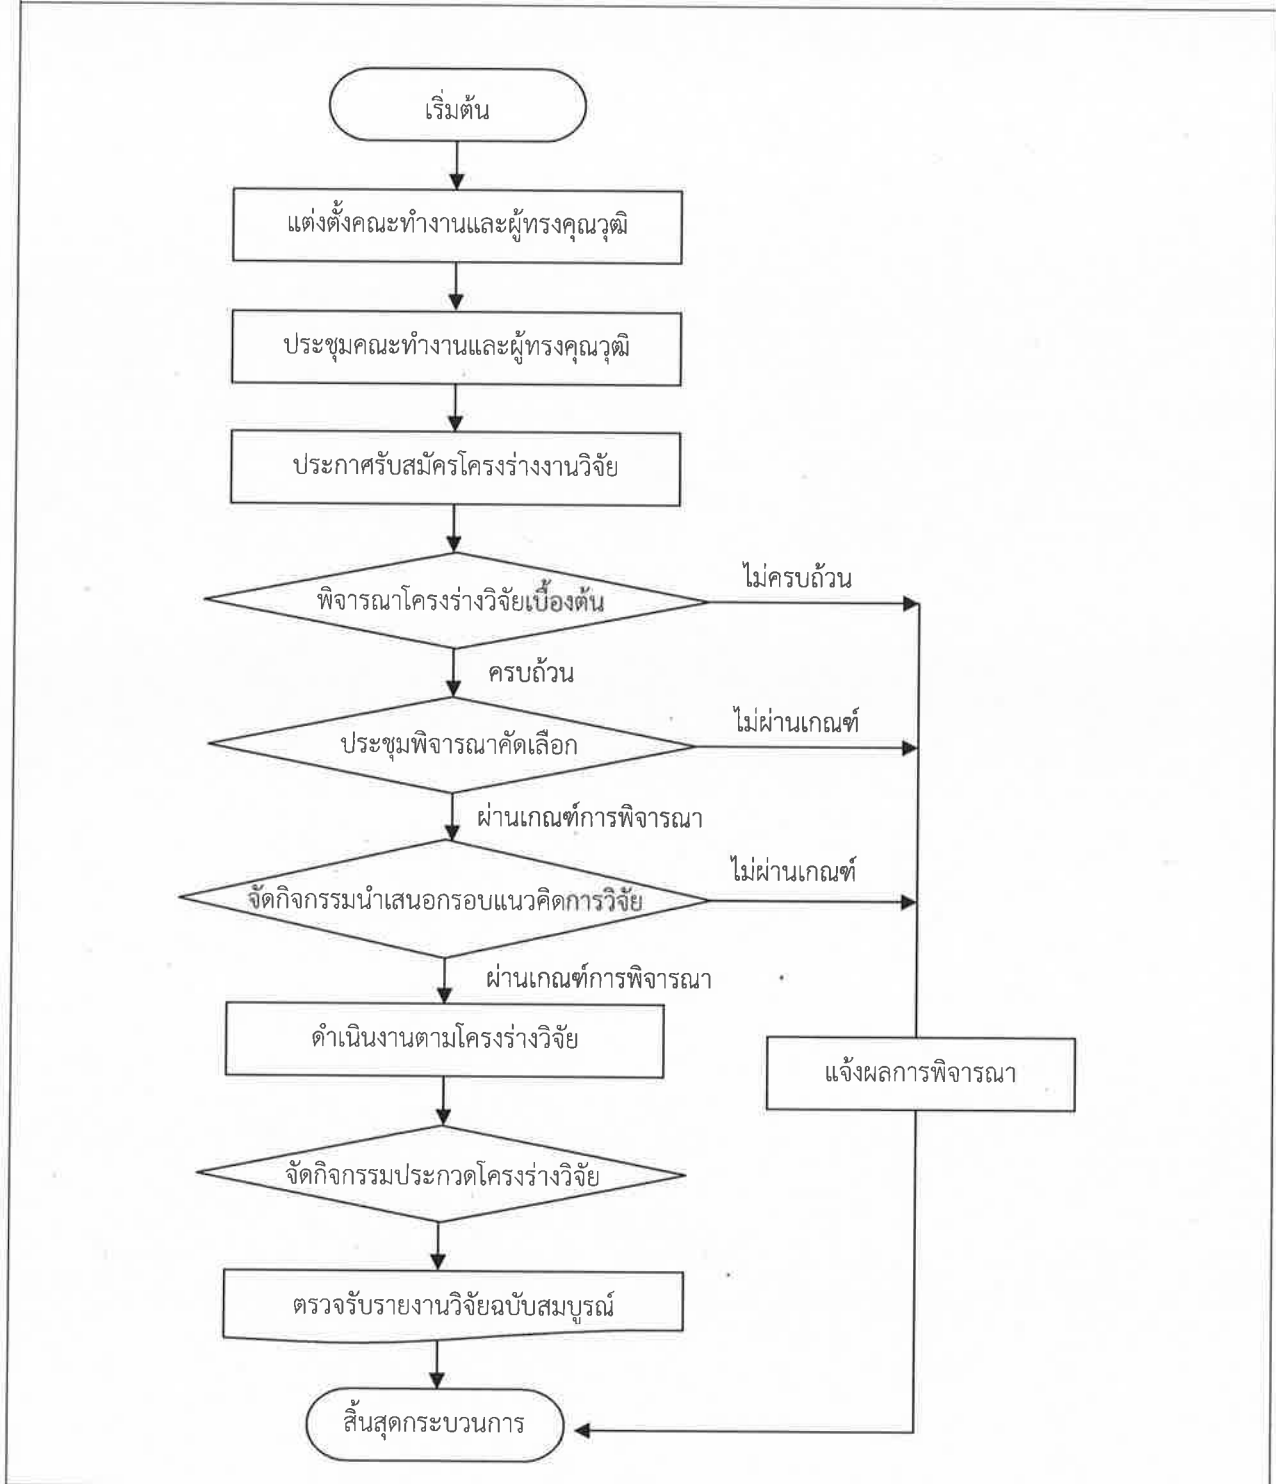 เริ่มต้น
แต่งตั้งคณะทำงานและผู้ทรงคุณวุฒิ
ประชุมคณะทำงานและผู้ทรงคุณวุฒิ
ประกาศรับสมัครโครงร่างงานวิจัย
ไม่ครบถ้วน
พิจารณาโครงร่างวิจัยเบื้องต้น
ครบถ้วน
ไม่ผ่านเกณฑ์
ประชุมพิจารณาคัดเลือก
ผ่านเกณฑ์การพิจารณา
ไม่ผ่านเกณฑ์
จัดกิจกรรมนำเสนอกรอบแนวคิดการวิจัย
ผ่านเกณฑ์การพิจารณา
ดำเนินงานตามโครงร่างวิจัย
แจ้งผลการพิจารณา
จัดกิจกรรมประกวดโครงร่างวิจัย
ตรวจรับรายงานวิจัยฉบับสมบูรณ์
สิ้นสุดกระบวนการ